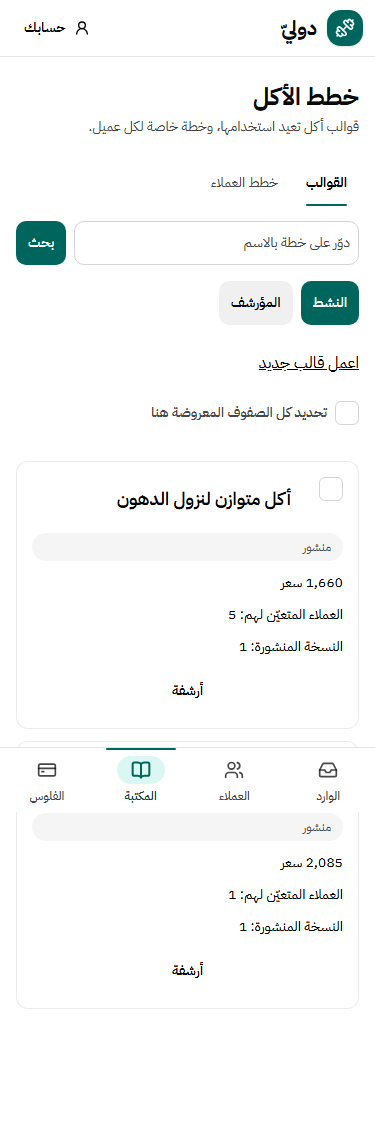 دوليّ
حسابك
خطط الأكل
قوالب أكل تعيد استخدامها، وخطة خاصة لكل عميل.
القوالب
خطط العملاء
دوّر على خطة بالاسم
بحث
النشط
المؤرشف
اعمل قالب جديد
تحديد كل الصفوف المعروضة هنا
أكل متوازن لنزول الدهون
منشور
1,660 سعر
العملاء المتعيّن لهم: 5
النسخة المنشورة: 1
أرشفة
الوارد
العملاء
المكتبة
الفلوس
منشور
2,085 سعر
العملاء المتعيّن لهم: 1
النسخة المنشورة: 1
أرشفة